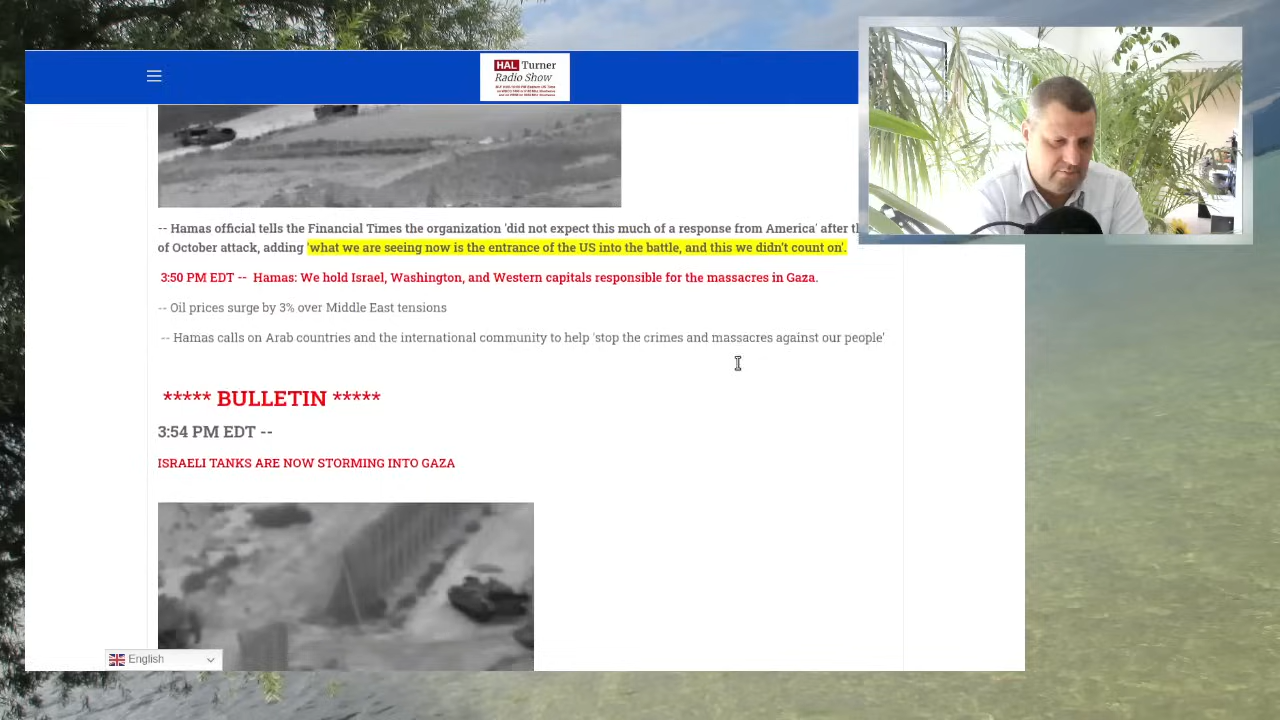 HAL Turner
Radio Show
-- Hamas official tells the Financial Times the organization 'did not expect this much of a response from America' after
of October attack, adding 'what we are seeing now is the entrance of the US into the battle, and this we didn't count on'.
3:50 PM EDT -- Hamas: We hold Israel, Washington, and Western capitals responsible for the massacres in Gaza.
-- Oil prices surge by 3% over Middle East tensions
-- Hamas calls on Arab countries and the international community to help 'stop the crimes and massacres against our people'
***** BULLETIN *****
3:54 PM EDT --
ISRAELI TANKS ARE NOW STORMING INTO GAZA
English